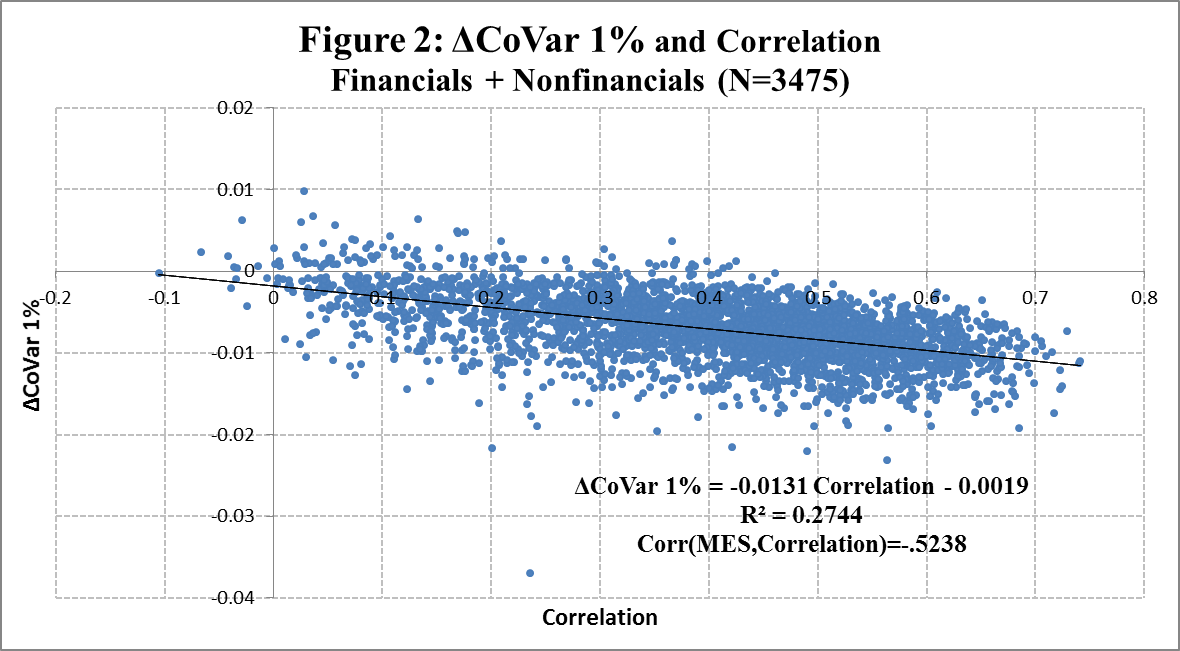 Figure 2: ΔCoVar 1% and Correlation
Financials + Nonfinancials (N=3475)
0.02
0.01
0
-0.2 -0.1 0 0.1 0.2 0.3 0.4 0.5 0.6 0.7 0.8
-0.01
-0.02
-0.03
-0.04
ΔCoVar 1%
ΔCoVar 1% = -0.0131 Correlation - 0.0019
R² = 0.2744
Corr(MES,Correlation)=-.5238
Correlation